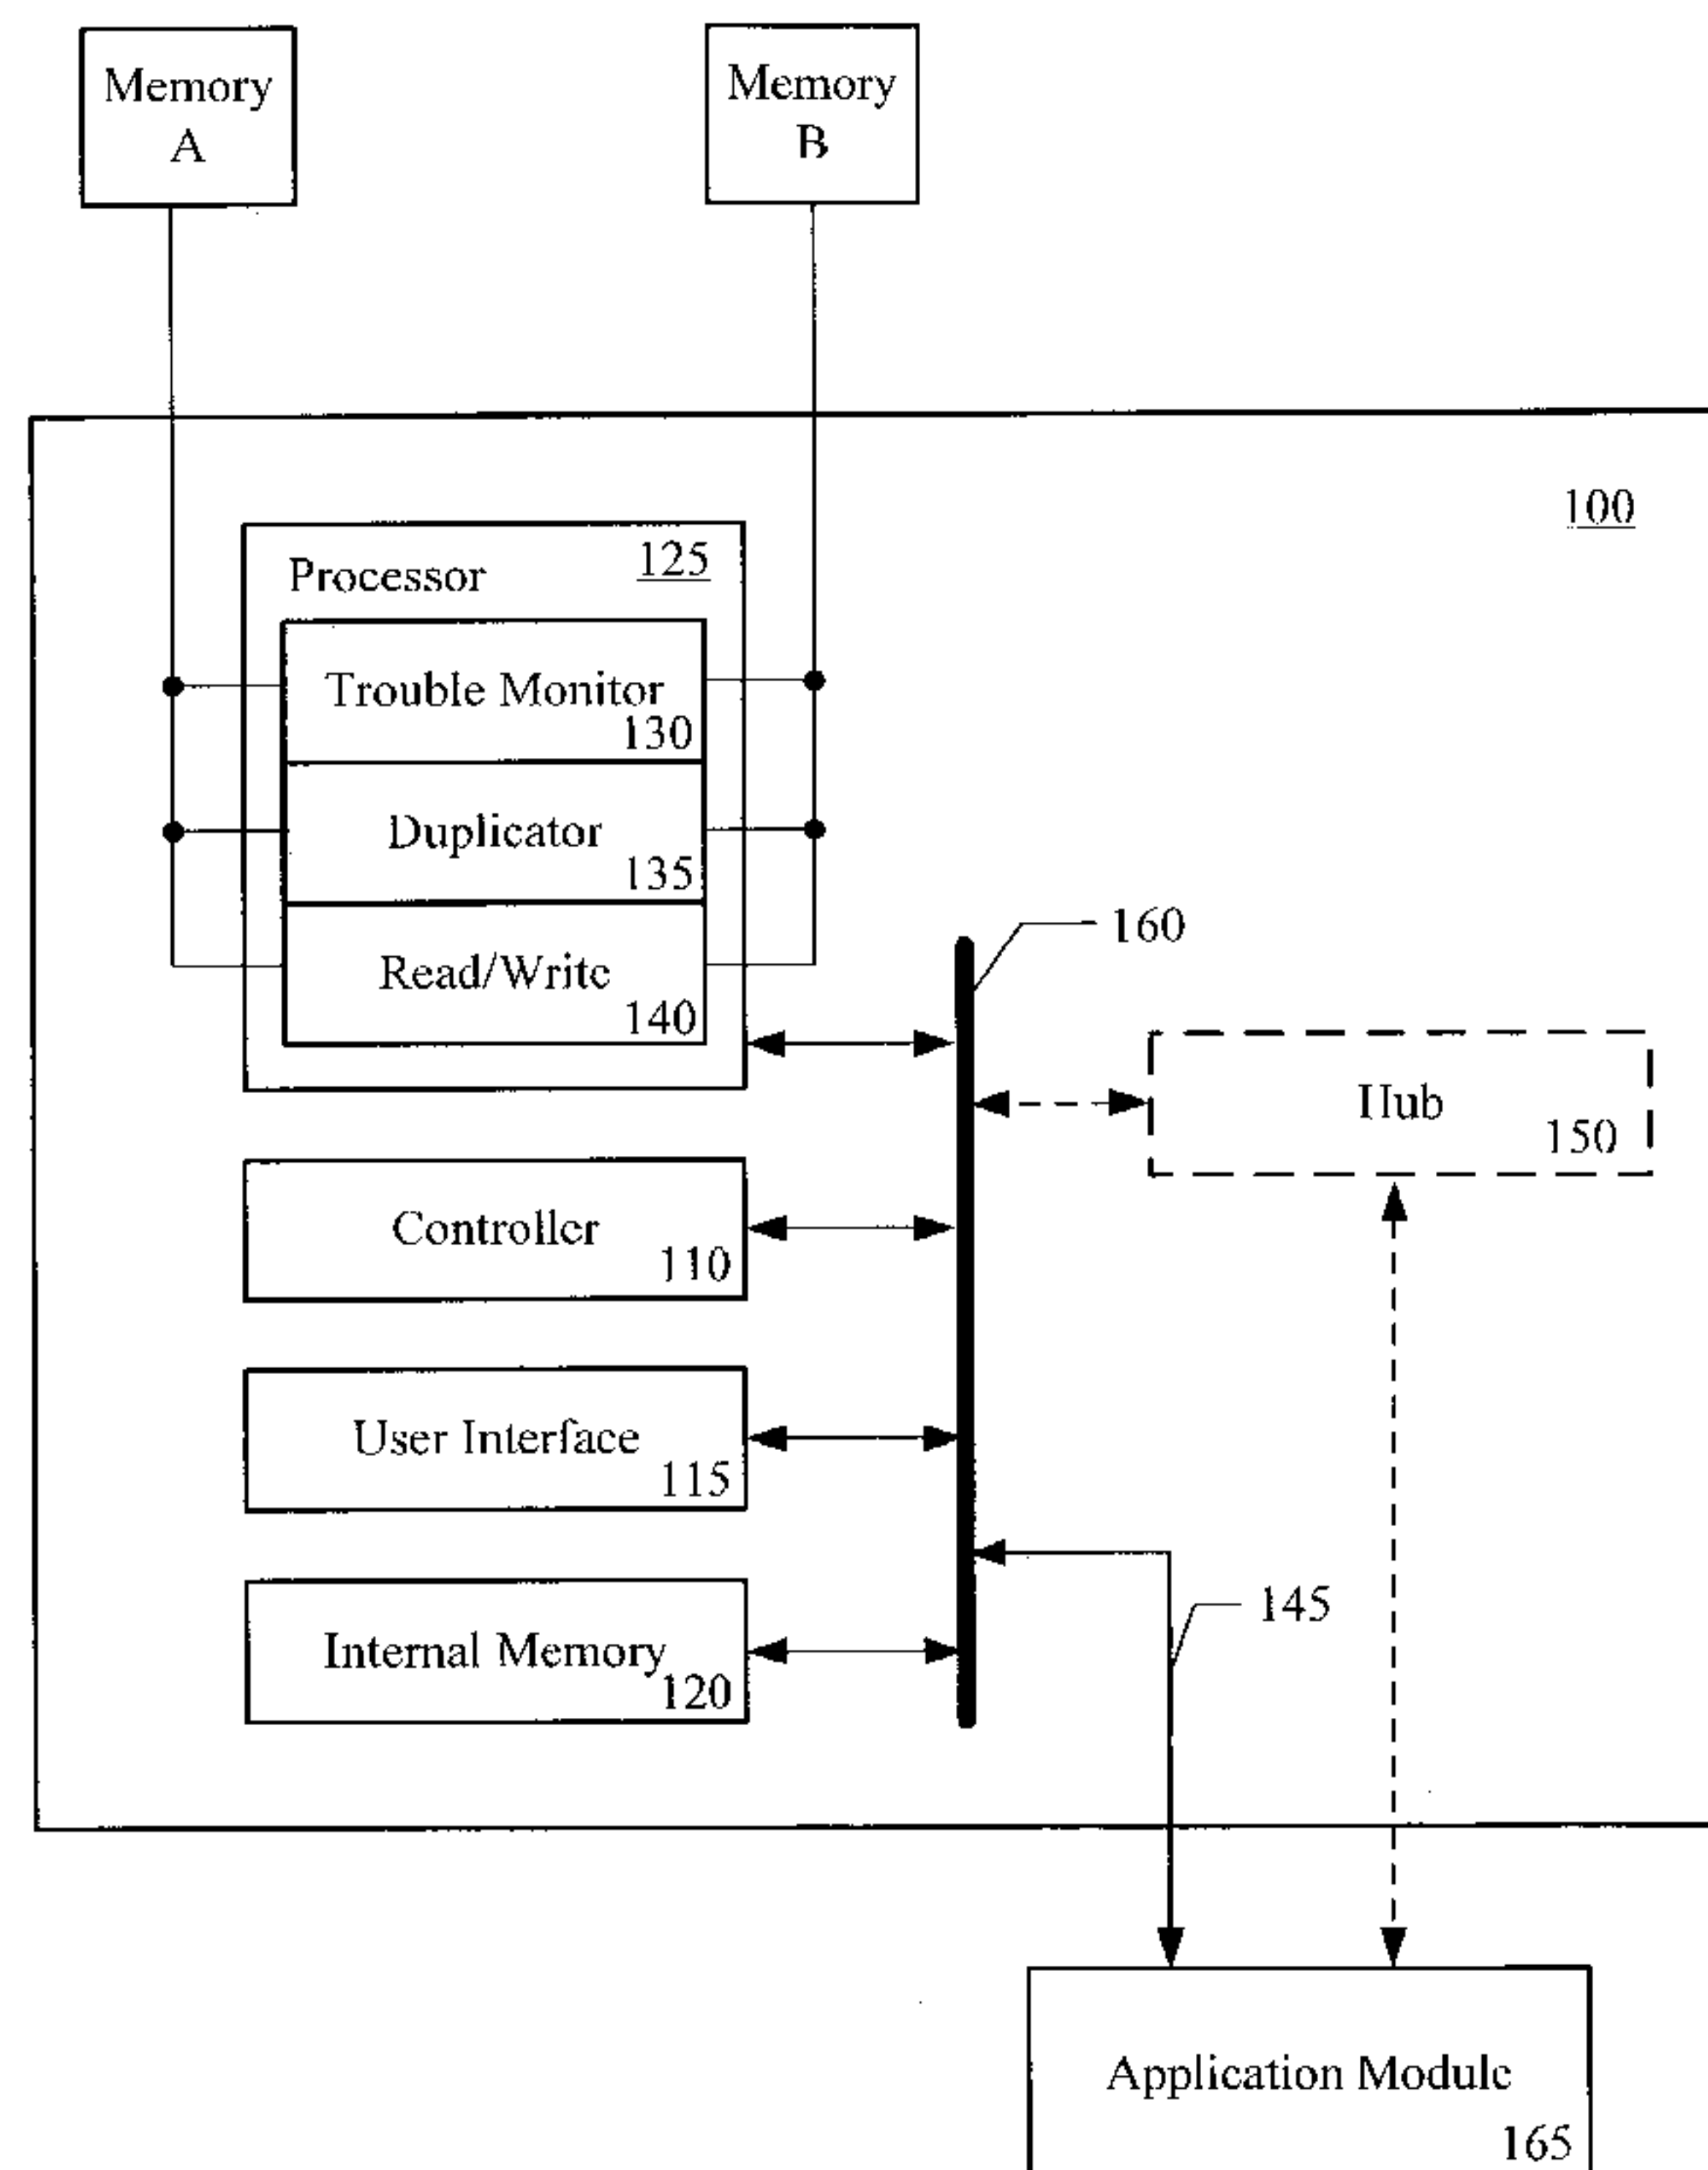 Memory
A
Memory
B
100
Processor
125
Trouble Monitor
130
Duplicator
135
Read/Write
140
160
Hub
150
Controller
110
User Interface
115
145
Internal Memory
120
Application Module
165